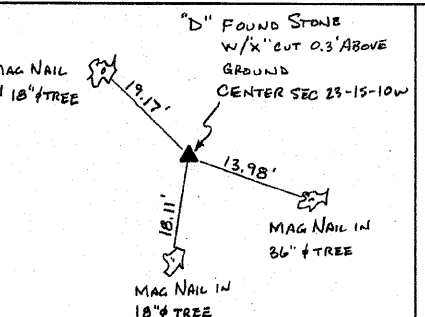 "D" FOUND STONE
W/"X" CUT 0.3' ABOVE
GROUND
CENTER SEC 23-15-10W
MAG NAIL
18"⌀ TREE
19.17'
13.98'
18.11'
MAG NAIL IN
36" ⌀ TREE
MAG NAIL IN
18"⌀ TREE